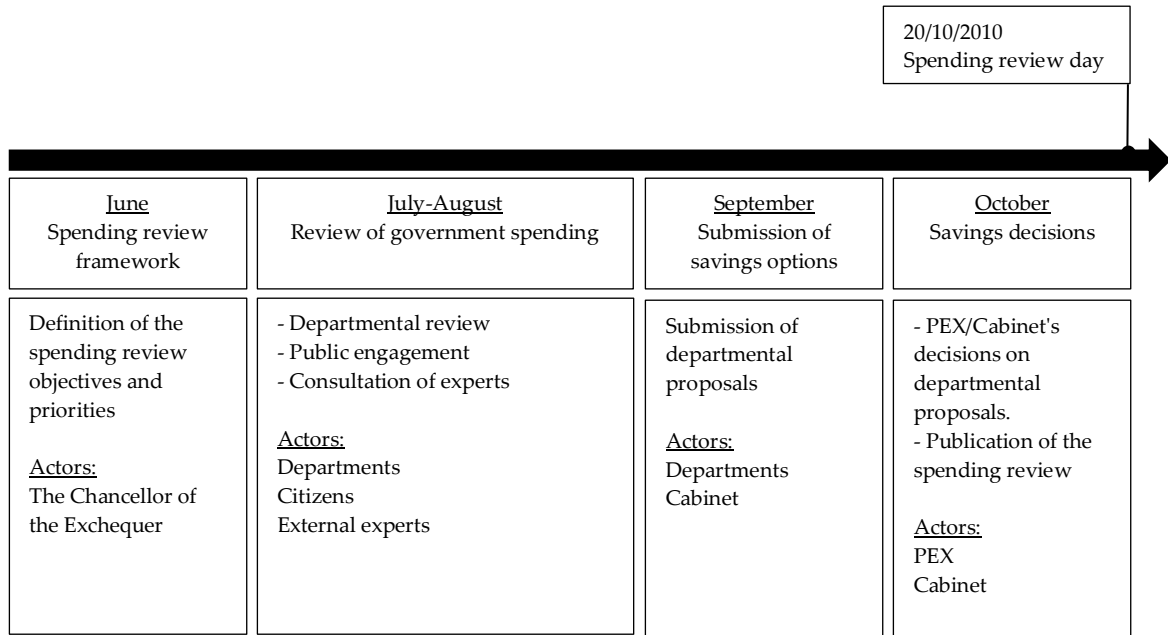 20/10/2010
Spending review day
June
Spending review
framework
July-August
Review of government spending
September
Submission of
savings options
October
Savings decisions
Definition of the
spending review
objectives and
priorities
Actors:
The Chancellor of
the Exchequer
- Departmental review
- Public engagement
- Consultation of experts
Actors:
Departments
Citizens
External experts
Submission of
departmental
proposals
Actors:
Departments
Cabinet
- PEX/Cabinet's
decisions on
departmental
proposals.
- Publication of the
spending review
Actors:
PEX
Cabinet